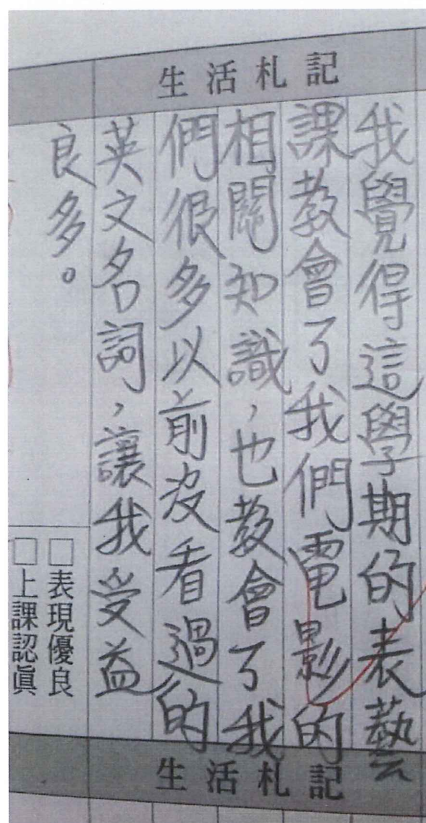 生活札記
我覺得這學期的表藝
課教會了我們電影的
相關知識，也教會了我
們很多以前沒看過的
英文名詞，讓我受益
良多。
□表現優良
□上課認真
生活札記